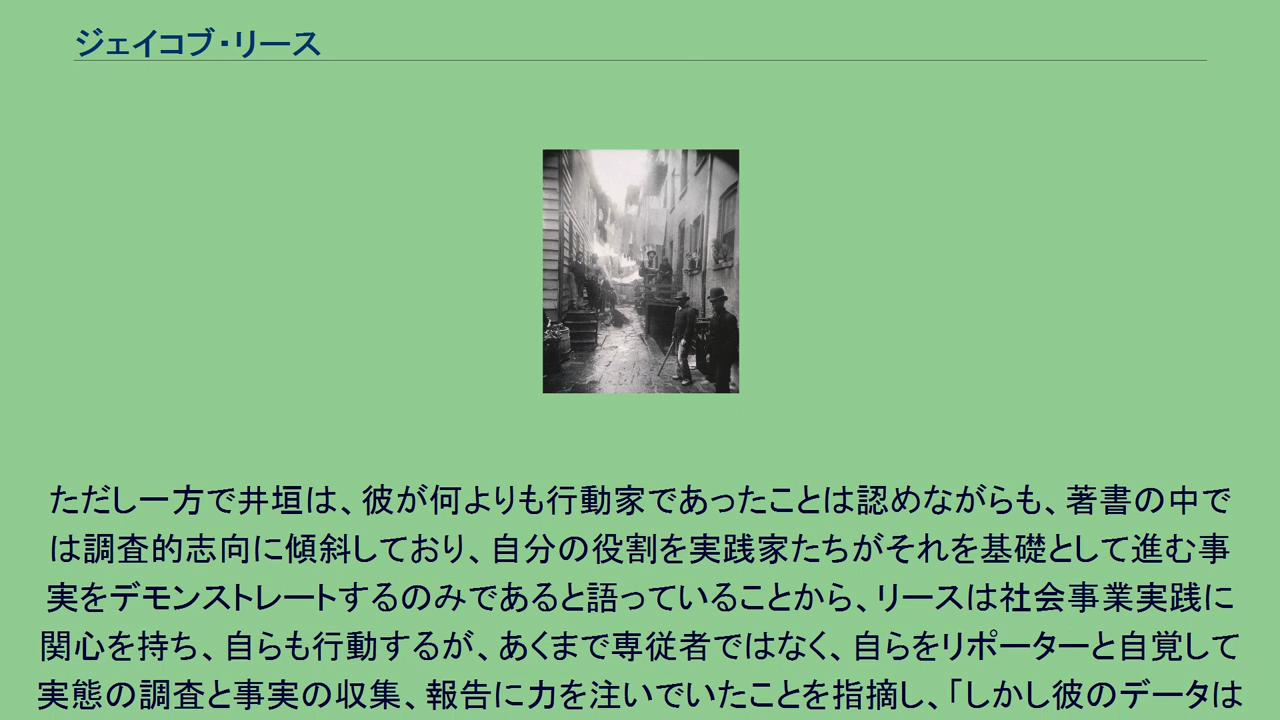 ジェイコブ・リース
ただし一方で井垣は、彼が何よりも行動家であったことは認めながらも、著書の中で
は調査的志向に傾斜しており、自分の役割を実践家たちがそれを基礎として進む事
実をデモンストレートするのみであると語っていることから、リースは社会事業実践に
関心を持ち、自らも行動するが、あくまで専従者ではなく、自らをリポーターと自覚して
実態の調査と事実の収集、報告に力を注いでいたことを指摘し、「しかし彼のデータは